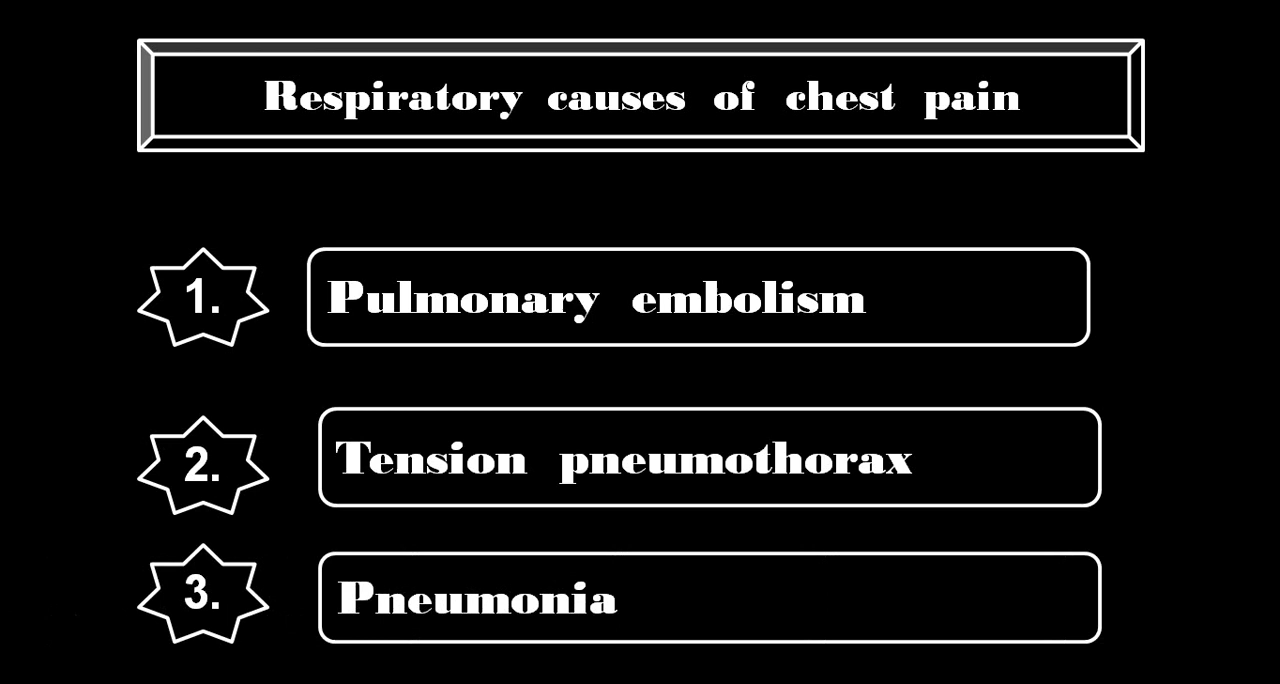 Respiratory causes of chest pain
1. Pulmonary embolism
2. Tension pneumothorax
3. Pneumonia